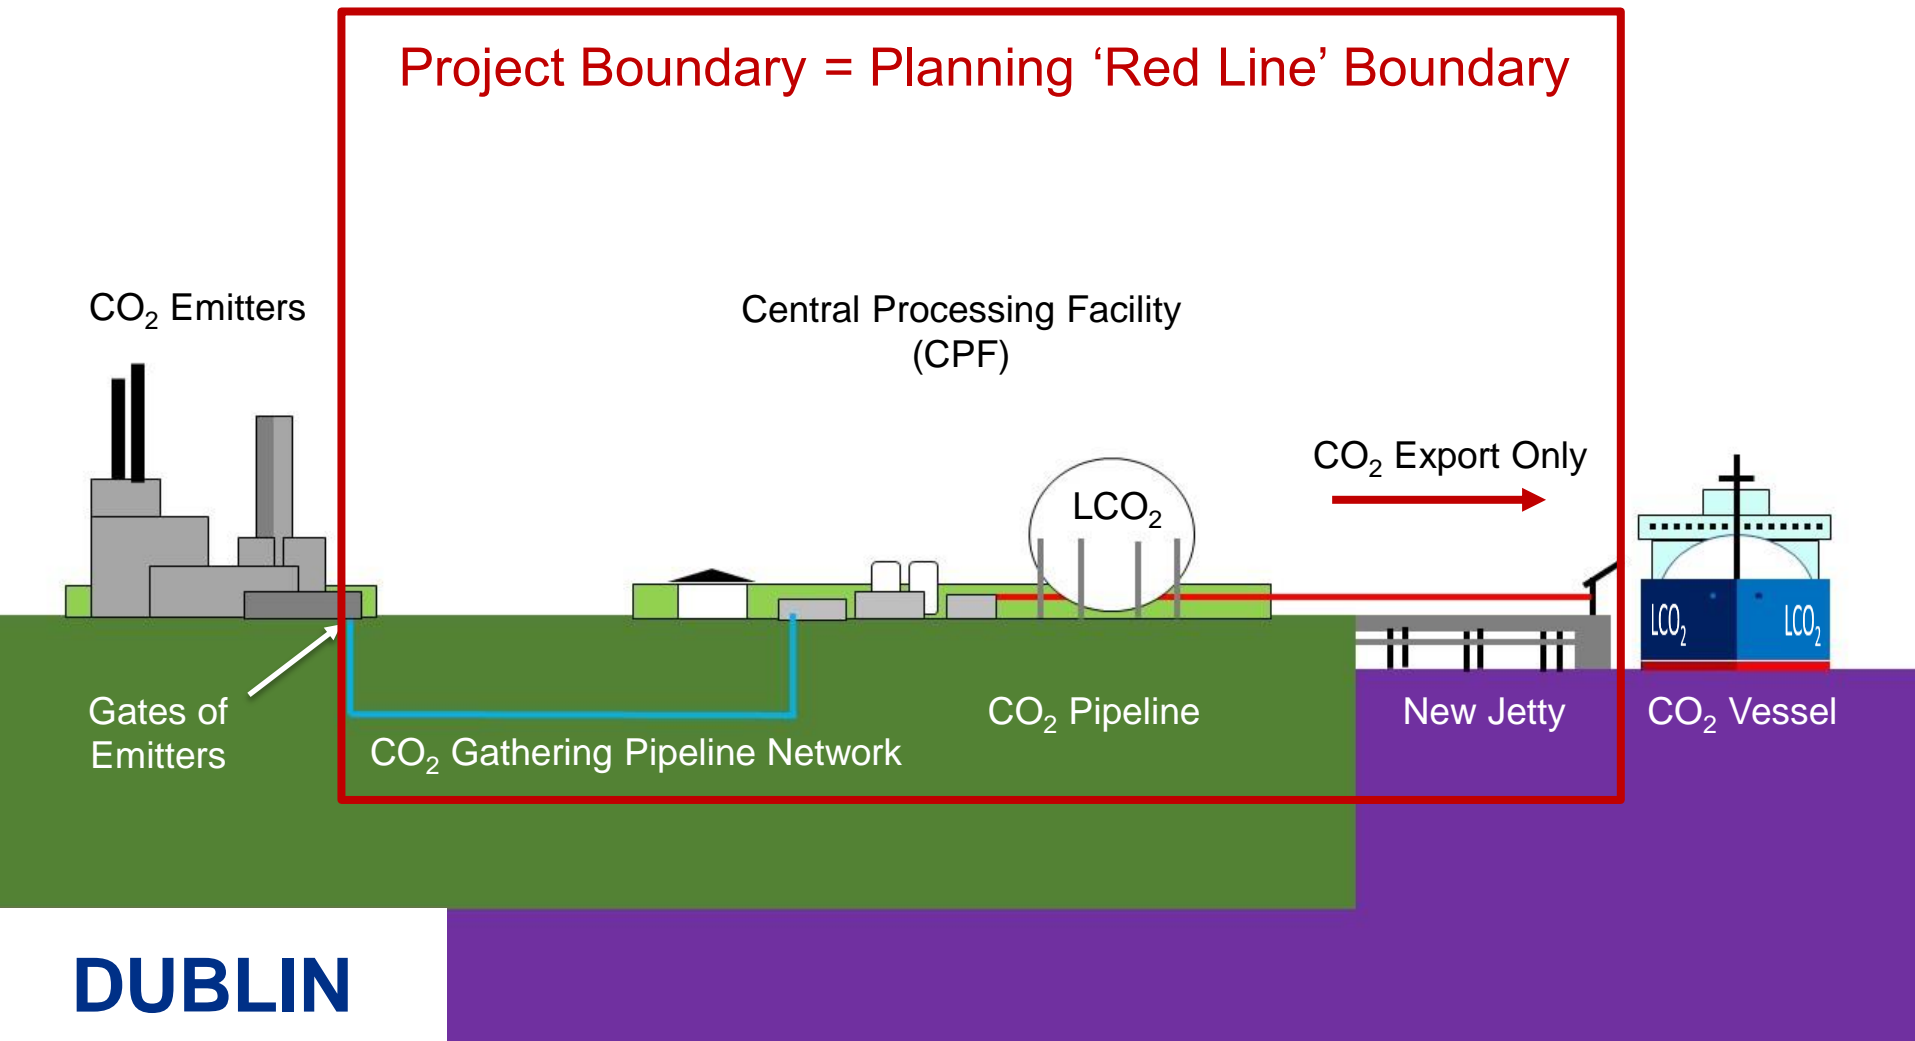 Project Boundary = Planning ‘Red Line’ Boundary
CO₂ Emitters
Central Processing Facility
(CPF)
CO₂ Export Only
LCO₂
LCO₂
LCO₂
Gates of
Emitters
CO₂ Gathering Pipeline Network
CO₂ Pipeline
New Jetty
CO₂ Vessel
DUBLIN